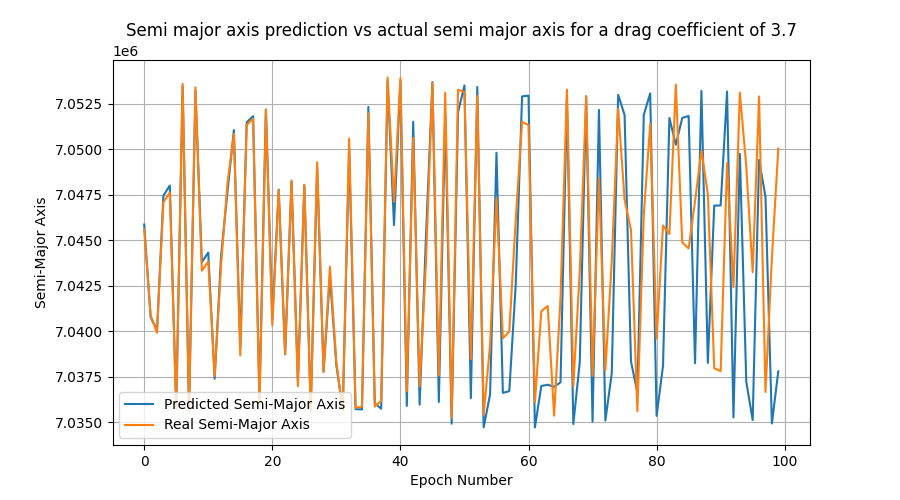 Semi major axis prediction vs actual semi major axis for a drag coefficient of 3.7
1e6
7.0525
7.0500
7.0475
7.0450
7.0425
7.0400
7.0375
7.0350
Semi-Major Axis
Predicted Semi-Major Axis
Real Semi-Major Axis
0 20 40 60 80 100
Epoch Number